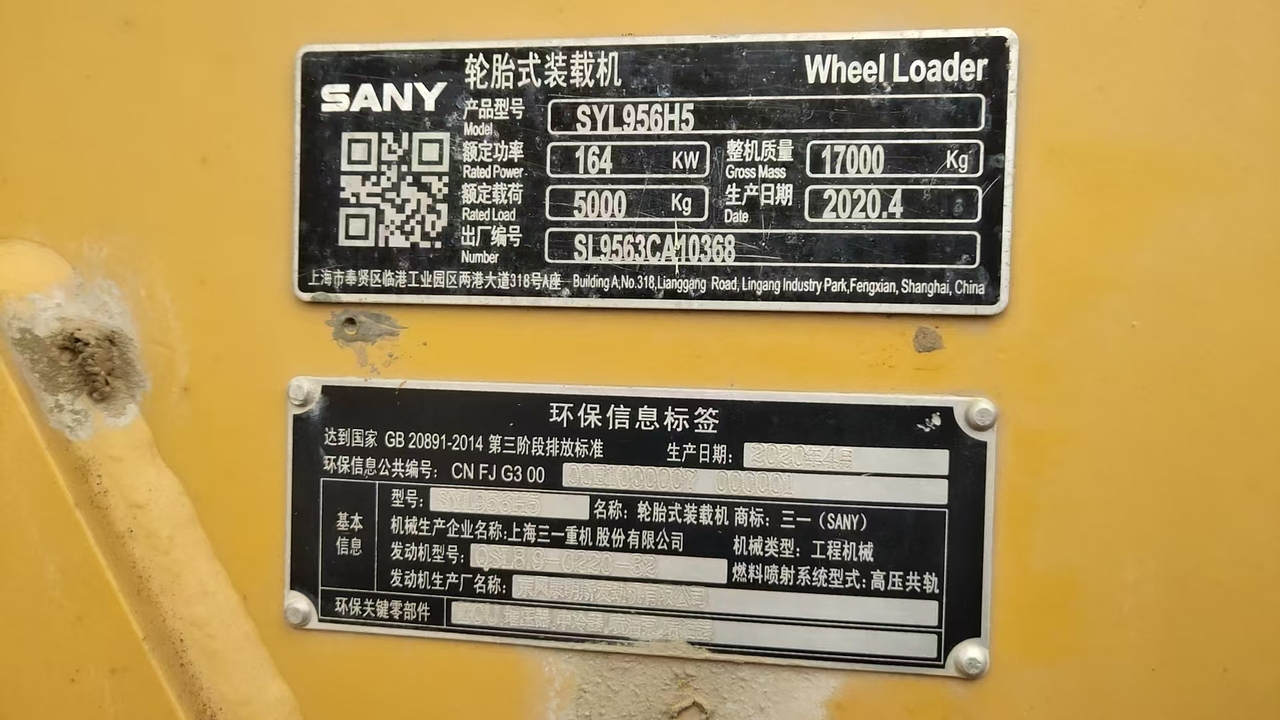 轮胎式装载机 Wheel Loader
SANY
产品型号 Model SYL956H5
额定功率 Rated Power 164 KW 整机质量 Gross Mass 17000 Kg
额定载荷 Rated Load 5000 Kg 生产日期 Date 2020.4
出厂编号 Number SL9563CA10368
上海市奉贤区临港工业园区两港大道318号A座 Building A,No.318,Lianggang Road, Lingang Industry Park,Fengxian, Shanghai, China
环保信息标签
达到国家 GB 20891-2014 第三阶段排放标准 生产日期: 2020年4月
环保信息公共编号: CN FJ G3 00
基本信息
型号: SYL956H5 名称: 轮胎式装载机 商标: 三一(SANY)
机械生产企业名称:上海三一重机股份有限公司 机械类型: 工程机械
发动机型号: 燃料喷射系统型式:高压共轨
发动机生产厂名称:
环保关键零部件